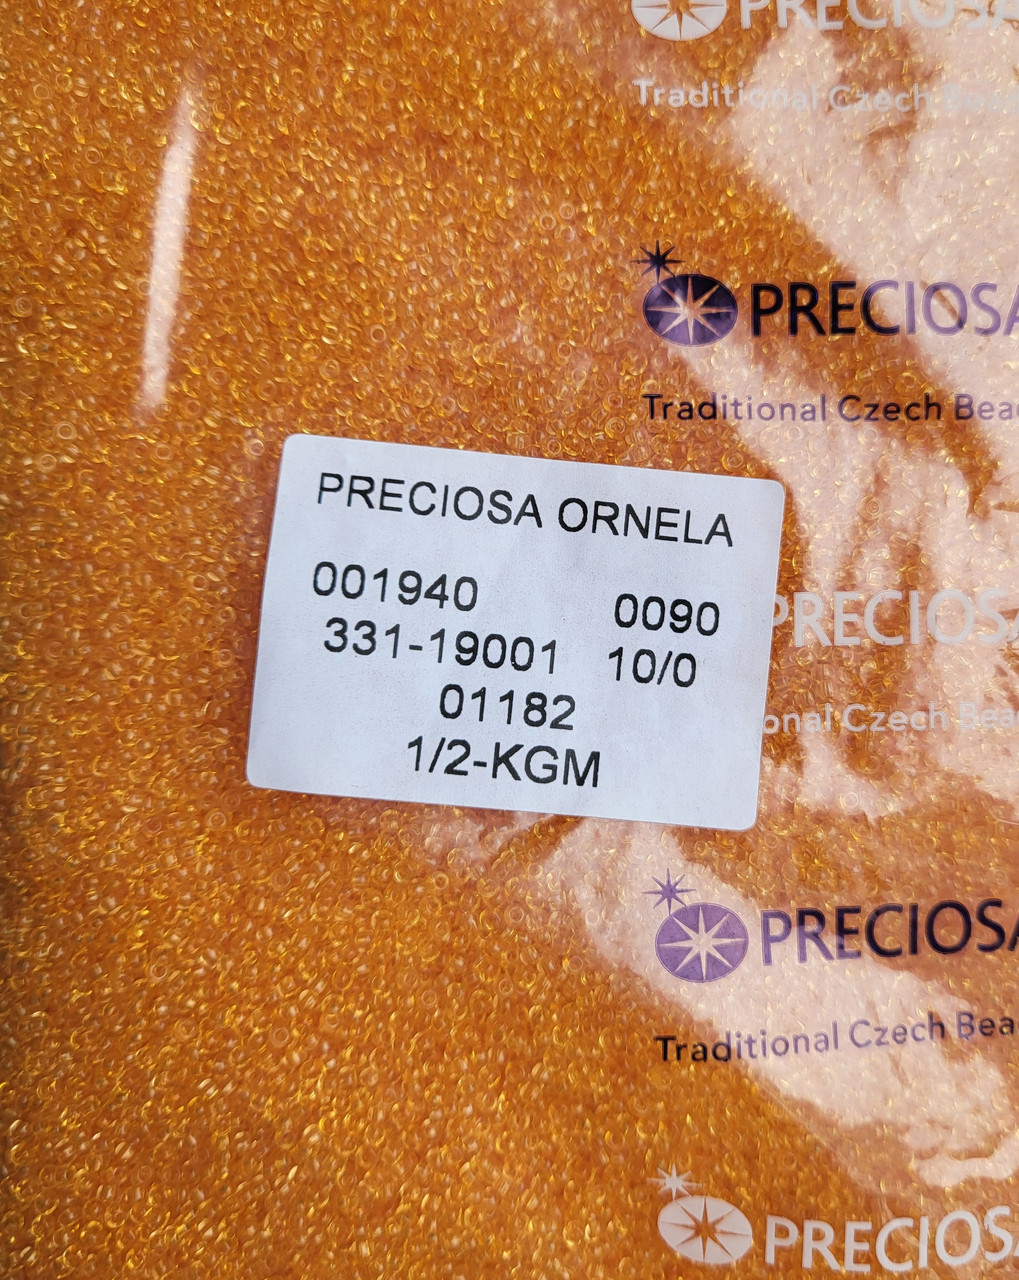 PRECIOSA
Traditional Czech Bea
PRECIOSA
Traditional Czech Bea
PRECIOSA ORNELA
001940 0090
331-19001 10/0
01182
1/2-KGM
PRECIOS
onal Czech Bea
PRECIOSA
Traditional Czech Bea
PRECIOSA